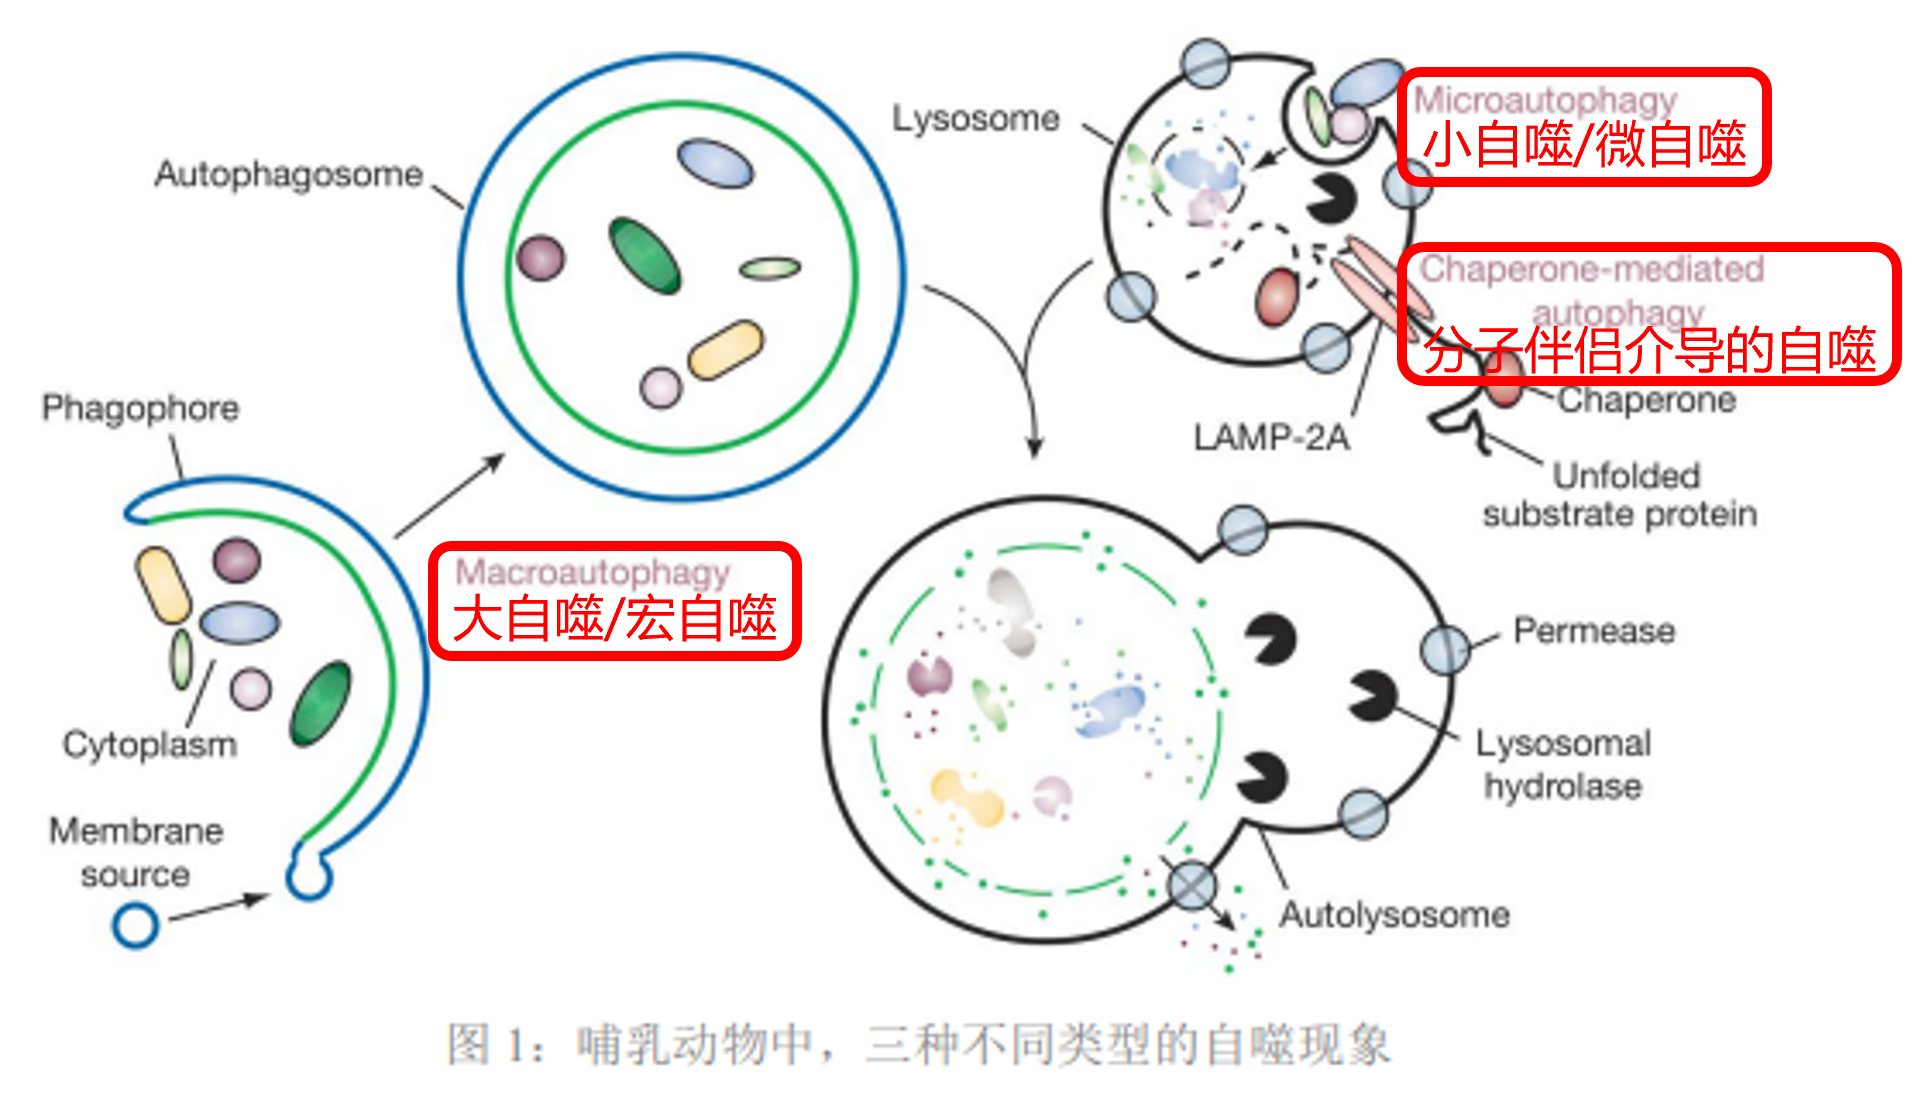 Lysosome
Microautophagy
小自噬/微自噬
Autophagosome
Chaperone-mediated
autophagy
分子伴侣介导的自噬
Chaperone
LAMP-2A
Unfolded
substrate protein
Phagophore
Macroautophagy
大自噬/宏自噬
Cytoplasm
Membrane
source
Permease
Lysosomal
hydrolase
Autolysosome
图 1：哺乳动物中，三种不同类型的自噬现象